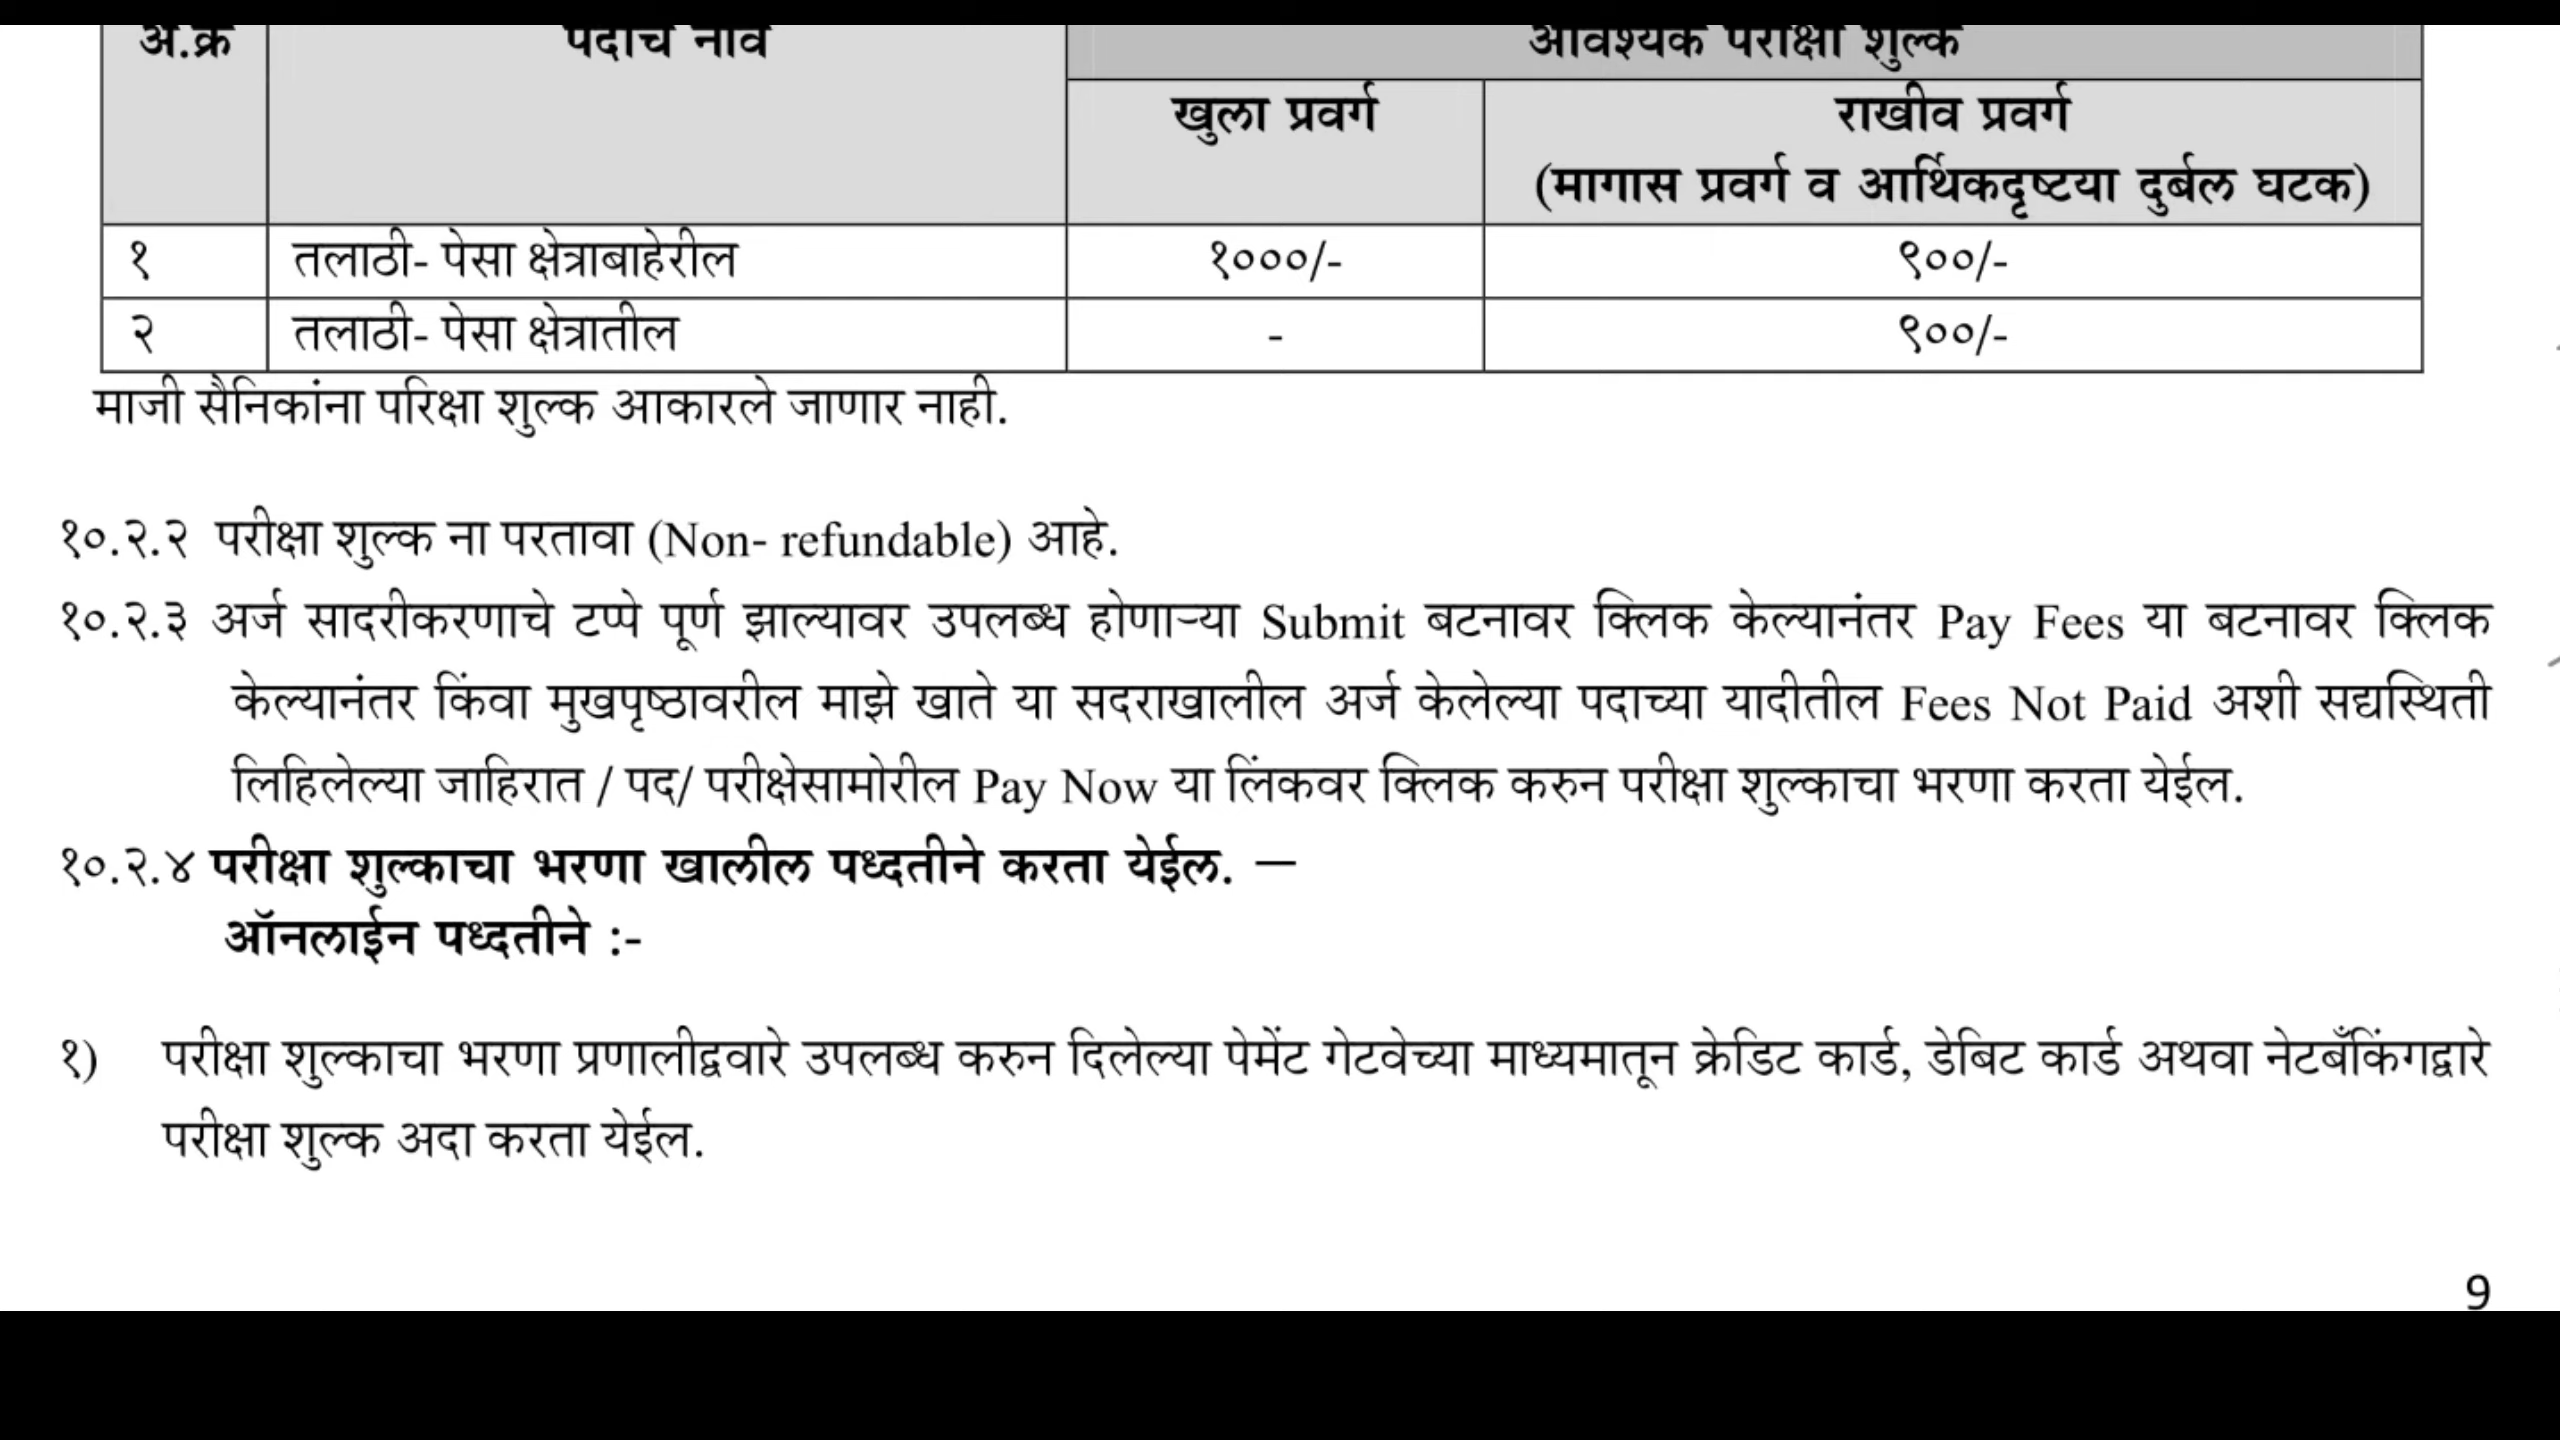 अ.क्र पदाचे नाव आवश्यक परीक्षा शुल्क
खुला प्रवर्ग राखीव प्रवर्ग
(मागास प्रवर्ग व आर्थिकदृष्टया दुर्बल घटक)
१ तलाठी- पेसा क्षेत्राबाहेरील १०००/- ९००/-
२ तलाठी- पेसा क्षेत्रातील - ९००/-
माजी सैनिकांना परिक्षा शुल्क आकारले जाणार नाही.
१०.२.२ परीक्षा शुल्क ना परतावा (Non- refundable) आहे.
१०.२.३ अर्ज सादरीकरणाचे टप्पे पूर्ण झाल्यावर उपलब्ध होणाऱ्या Submit बटनावर क्लिक केल्यानंतर Pay Fees या बटनावर क्लिक
केल्यानंतर किंवा मुखपृष्ठावरील माझे खाते या सदराखालील अर्ज केलेल्या पदाच्या यादीतील Fees Not Paid अशी सद्यस्थिती
लिहिलेल्या जाहिरात / पद/ परीक्षेसामोरील Pay Now या लिंकवर क्लिक करुन परीक्षा शुल्काचा भरणा करता येईल.
१०.२.४ परीक्षा शुल्काचा भरणा खालील पध्दतीने करता येईल. —
ऑनलाईन पध्दतीने :-
१) परीक्षा शुल्काचा भरणा प्रणालीद्ववारे उपलब्ध करुन दिलेल्या पेमेंट गेटवेच्या माध्यमातून क्रेडिट कार्ड, डेबिट कार्ड अथवा नेटबँकिंगद्वारे
परीक्षा शुल्क अदा करता येईल.
9